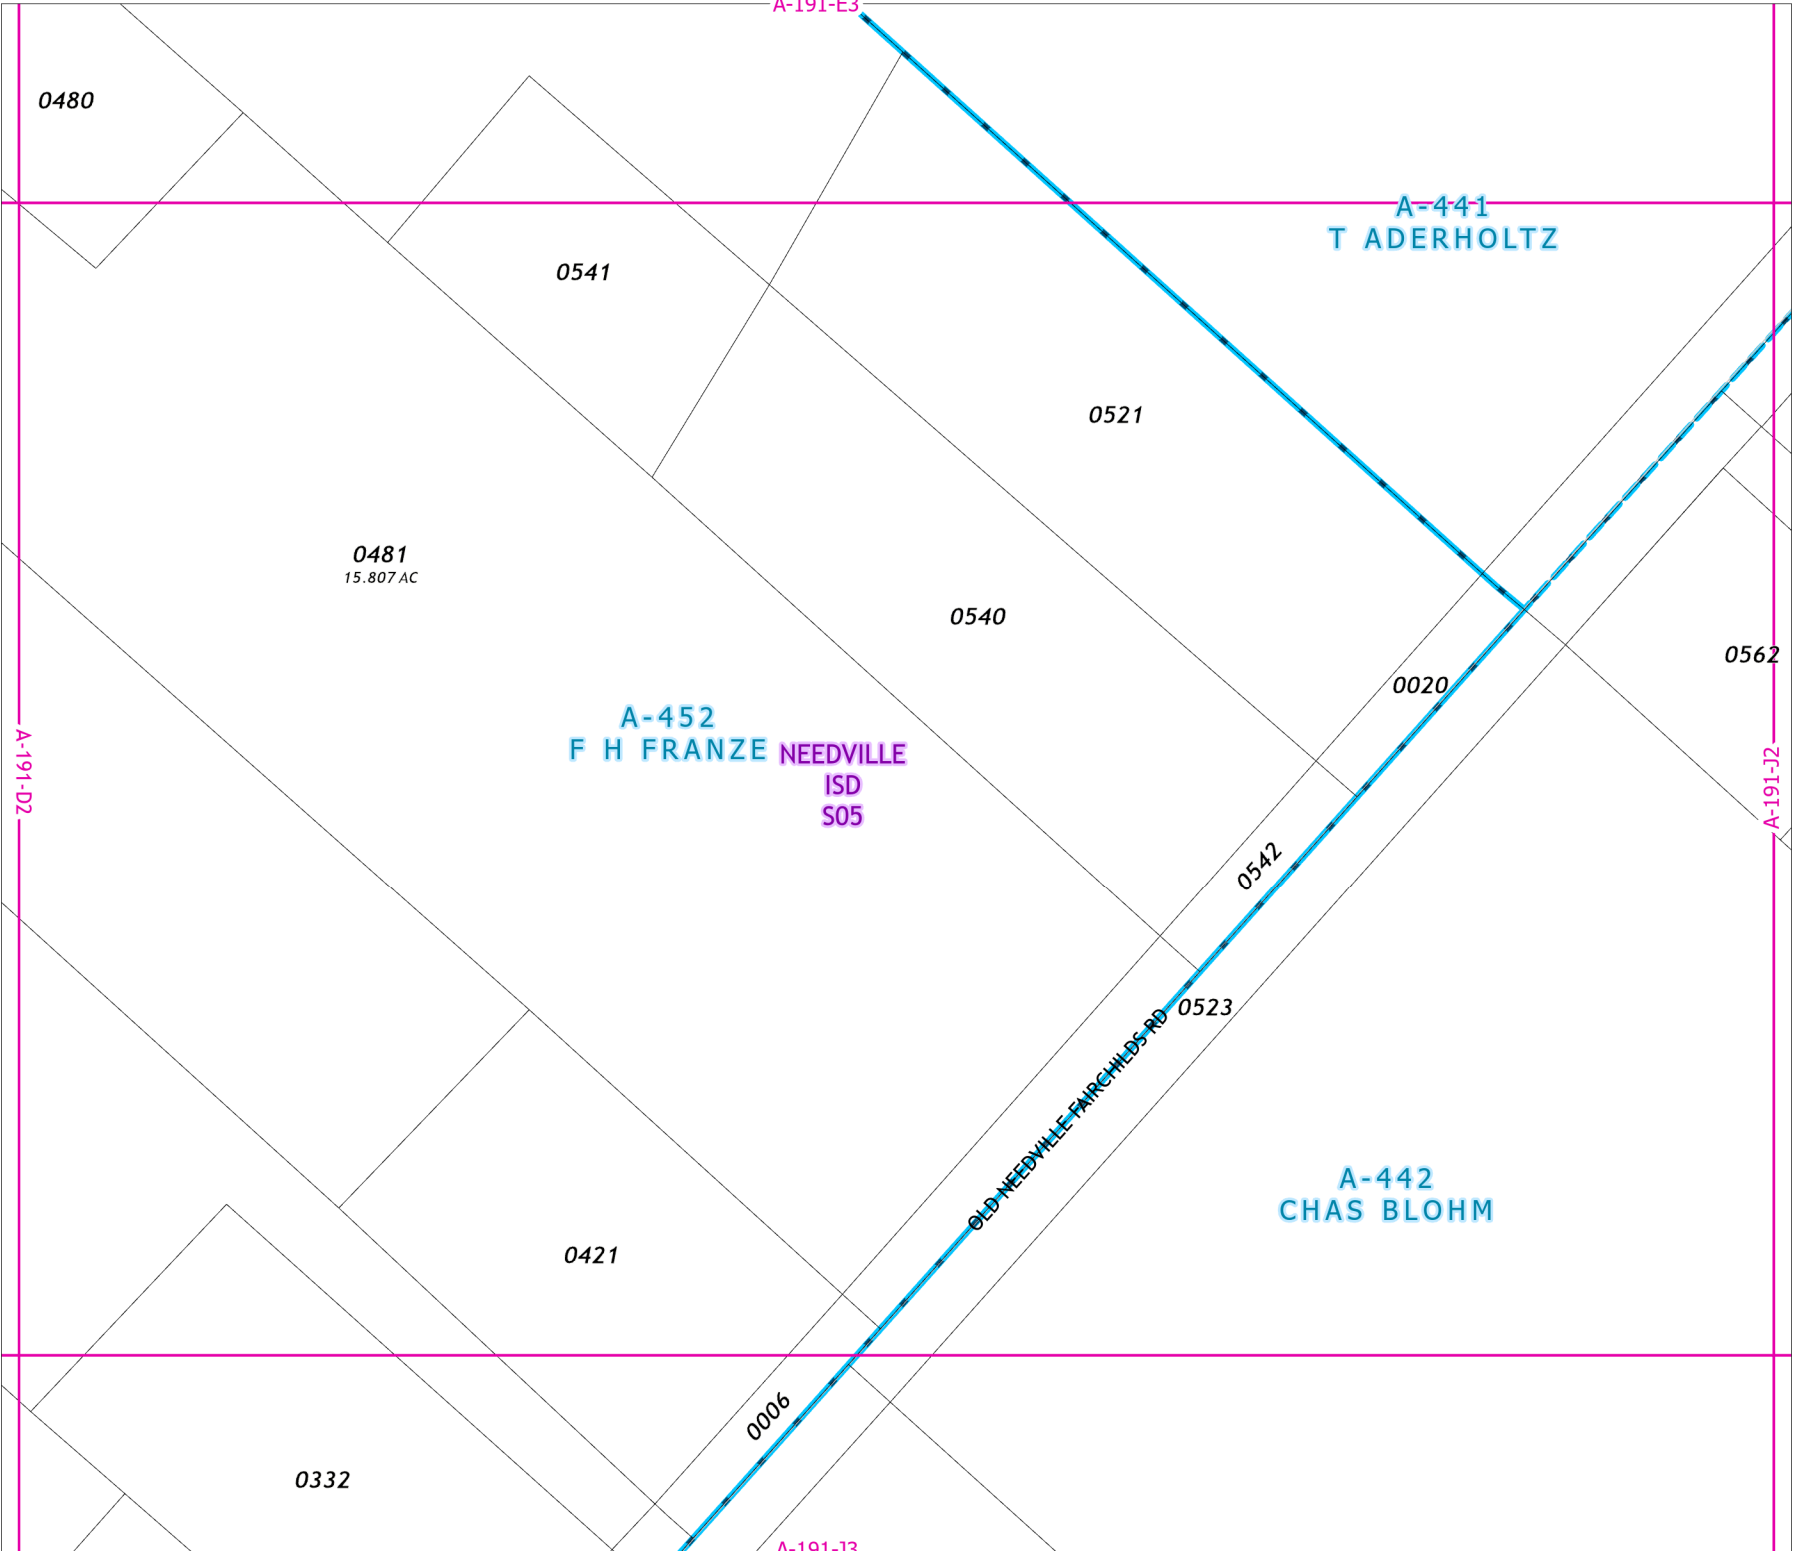 A-191-E3
0480
A-441
T ADERHOLTZ
0541
0521
0481
15.807 AC
0540
0562
0020
A-452
F H FRANZE
NEEDVILLE
ISD
S05
A-191-D2
A-191-J2
0542
0523
OLD NEEDVILLE FAIRCHILDS RD
A-442
CHAS BLOHM
0421
0006
0332
A-191-J3